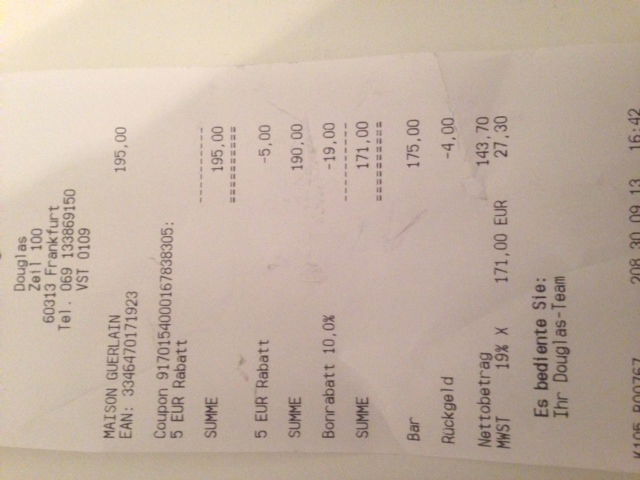 Douglas
Zeil 100
60313 Frankfurt
Tel. 069 133869150
VST 0109
MAISON GUERLAIN 195,00
EAN: 3346470171923
Coupon 9170154000167838305:
5 EUR Rabatt
----------
SUMME 195,00
==========
5 EUR Rabatt -5,00
SUMME 190,00
Bonrabatt 10,0% -19,00
----------
SUMME 171,00
==========
Bar 175,00
Rückgeld -4,00
Nettobetrag 143,70
MWST 19% X 171,00 EUR 27,30
Es bediente Sie:
Ihr Douglas-Team
208 30.09.13 16:42